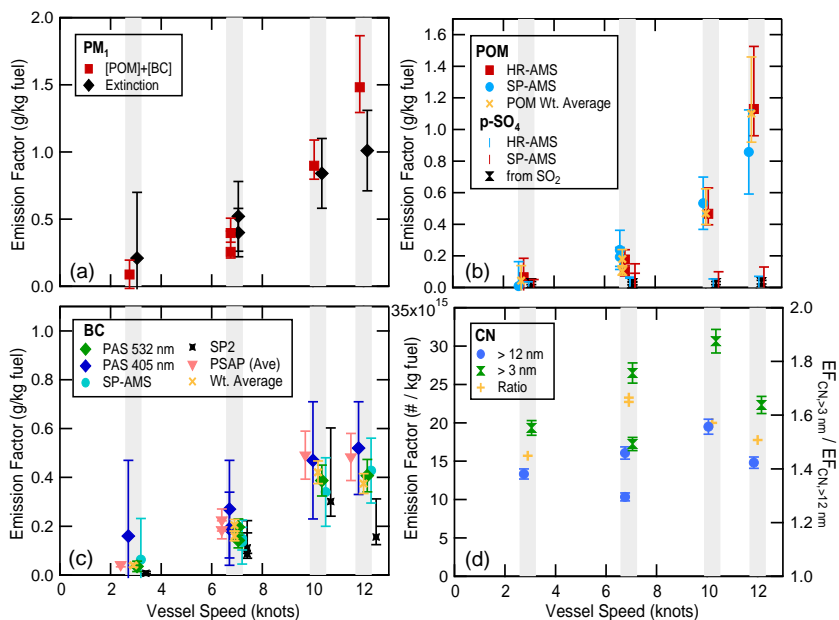 2.0
1.5
1.0
0.5
0.0
Emission Factor (g/kg fuel)
PM1
[POM]+[BC]
Extinction
(a)
1.6
1.4
1.2
1.0
0.8
0.6
0.4
0.2
0.0
Emission Factor (g/kg fuel)
POM
HR-AMS
SP-AMS
POM Wt. Average
p-SO4
HR-AMS
SP-AMS
from SO2
(b)
1.0
0.8
0.6
0.4
0.2
0.0
Emission Factor (g/kg fuel)
BC
PAS 532 nm
PAS 405 nm
SP-AMS
SP2
PSAP (Ave)
Wt. Average
(c)
0 2 4 6 8 10 12
Vessel Speed (knots)
35x10^15
30
25
20
15
10
5
0
Emission Factor (# / kg fuel)
CN
> 12 nm
> 3 nm
Ratio
(d)
2.0
1.8
1.6
1.4
1.2
1.0
EFCN,>3 nm / EFCN,>12 nm
0 2 4 6 8 10 12
Vessel Speed (knots)